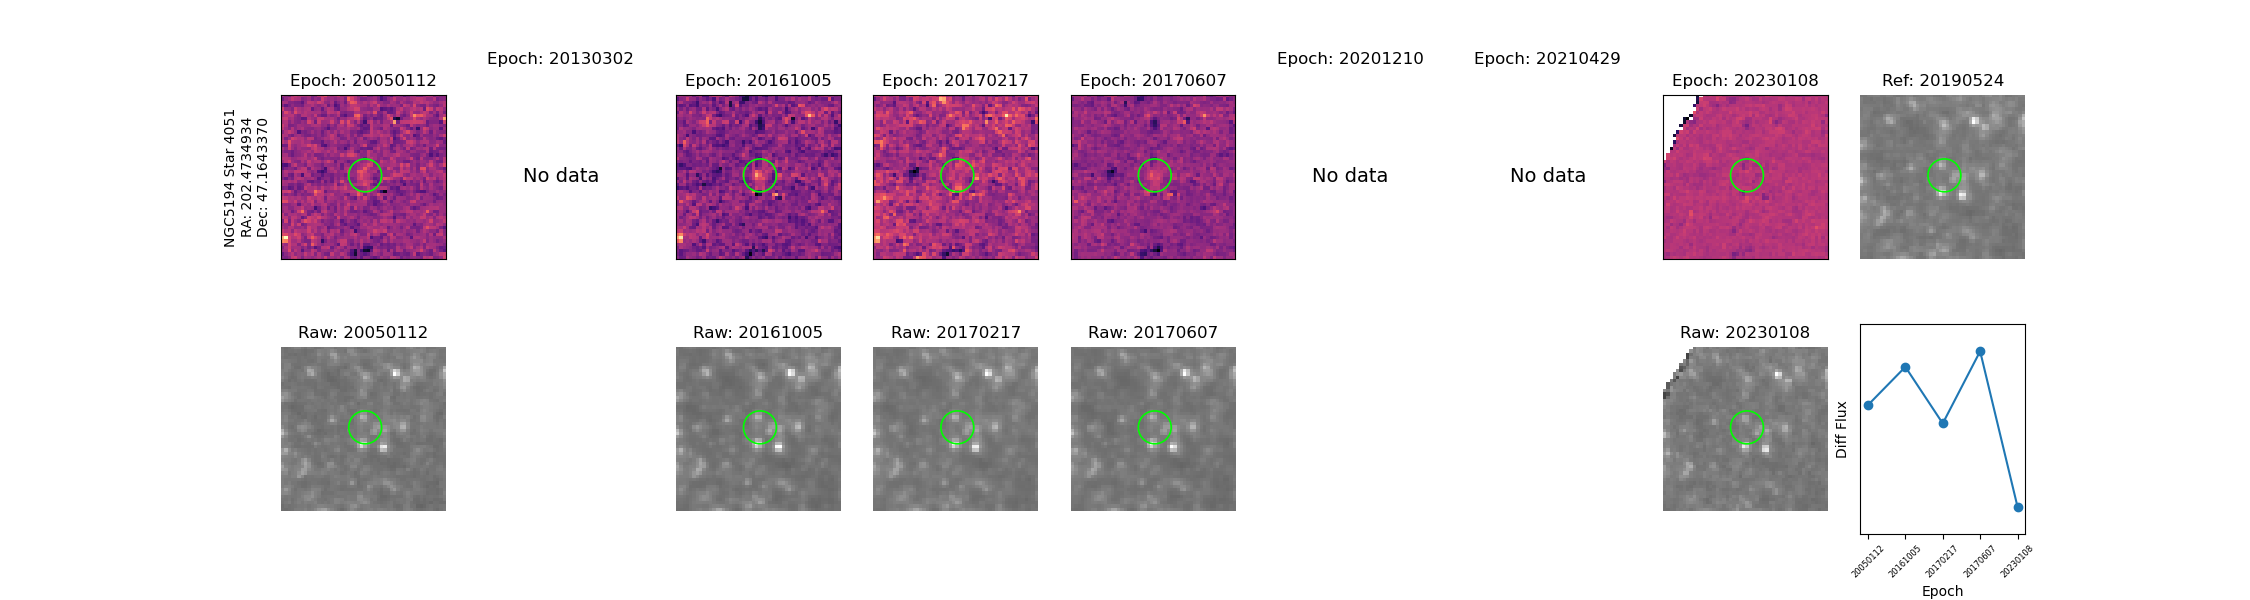 Epoch: 20130302
Epoch: 20201210
Epoch: 20210429
Epoch: 20050112
Epoch: 20161005
Epoch: 20170217
Epoch: 20170607
Epoch: 20230108
Ref: 20190524
NGC5194 Star 4051
RA: 202.4734934
Dec: 47.1643370
No data
No data
No data
Raw: 20050112
Raw: 20161005
Raw: 20170217
Raw: 20170607
Raw: 20230108
Diff Flux
20050112
20161005
20170217
20170607
20230108
Epoch